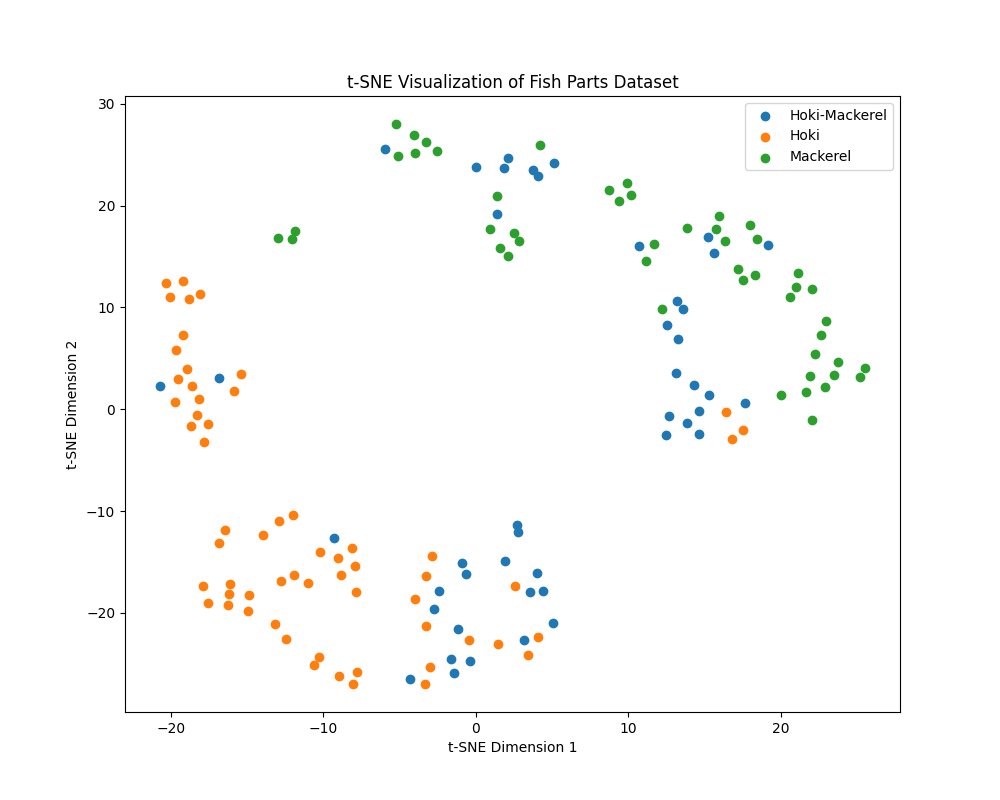 t-SNE Visualization of Fish Parts Dataset
Hoki-Mackerel
Hoki
Mackerel
30
20
10
0
−10
−20
t-SNE Dimension 2
−20
−10
0
10
20
t-SNE Dimension 1